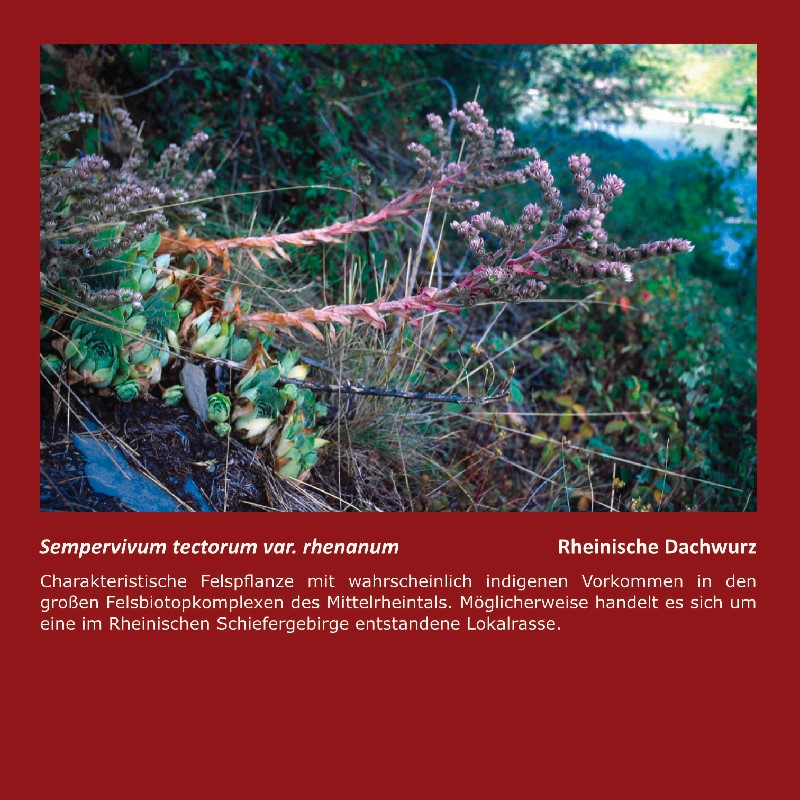 Sempervivum tectorum var. rhenanum Rheinische Dachwurz
Charakteristische Felspflanze mit wahrscheinlich indigenen Vorkommen in den
großen Felsbiotopkomplexen des Mittelrheintals. Möglicherweise handelt es sich um
eine im Rheinischen Schiefergebirge entstandene Lokalrasse.